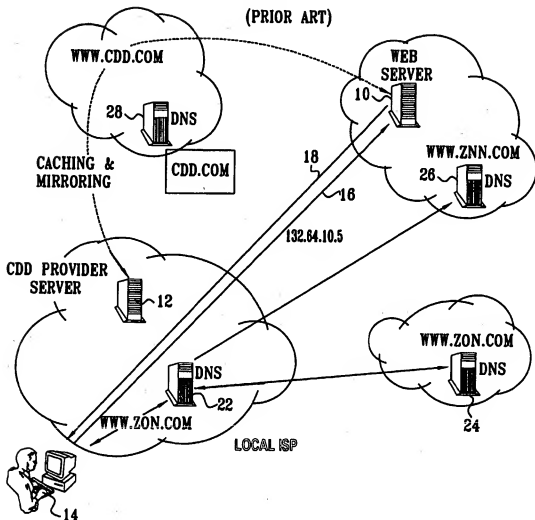 (PRIOR ART)
WWW.CDD.COM
WEB
SERVER
10
28
DNS
CDD.COM
CACHING &
MIRRORING
18
16
WWW.ZNN.COM
26
DNS
132.64.10.5
CDD PROVIDER
SERVER
12
WWW.ZON.COM
DNS
24
DNS
22
WWW.ZON.COM
LOCAL ISP
14